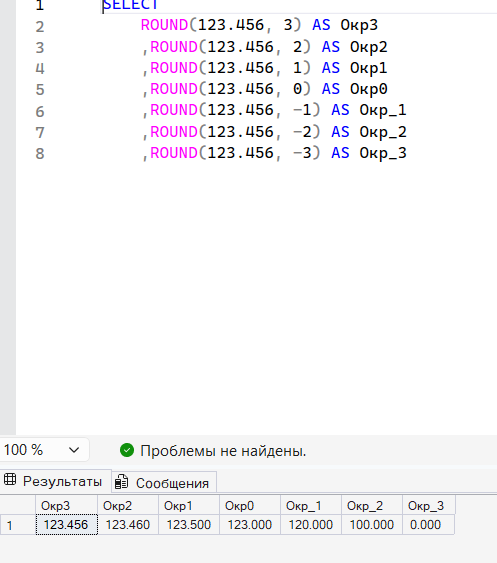 1 SELECT
2 ROUND(123.456, 3) AS Окр3
3 ,ROUND(123.456, 2) AS Окр2
4 ,ROUND(123.456, 1) AS Окр1
5 ,ROUND(123.456, 0) AS Окр0
6 ,ROUND(123.456, -1) AS Окр_1
7 ,ROUND(123.456, -2) AS Окр_2
8 ,ROUND(123.456, -3) AS Окр_3
100 % Проблемы не найдены.
Результаты Сообщения
Окр3 Окр2 Окр1 Окр0 Окр_1 Окр_2 Окр_3
1 123.456 123.460 123.500 123.000 120.000 100.000 0.000